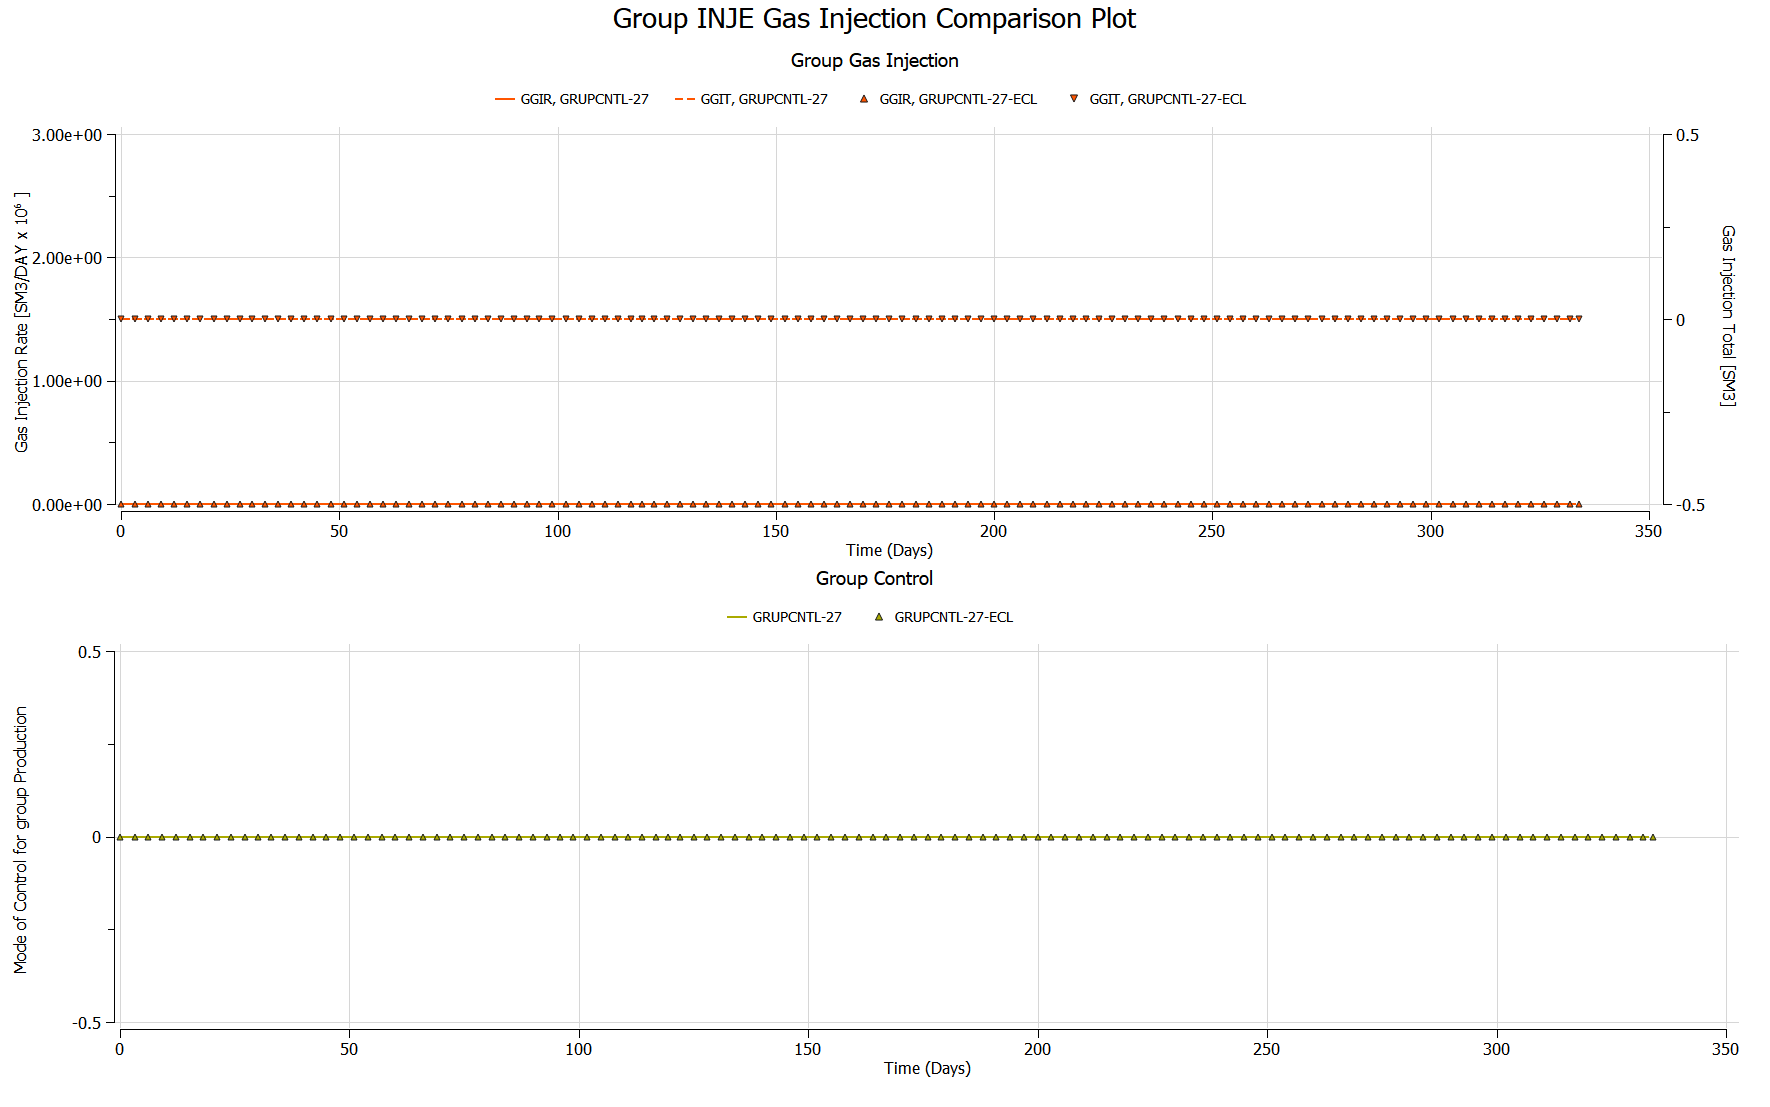 Group INJE Gas Injection Comparison Plot
Group Gas Injection
GGIR, GRUPCNTL-27 GGIT, GRUPCNTL-27 GGIR, GRUPCNTL-27-ECL GGIT, GRUPCNTL-27-ECL
Gas Injection Rate [SM3/DAY x 10⁶ ]
3.00e+00
2.00e+00
1.00e+00
0.00e+00
0.5
0
-0.5
Gas Injection Total [SM3]
0 50 100 150 200 250 300 350
Time (Days)
Group Control
GRUPCNTL-27 GRUPCNTL-27-ECL
Mode of Control for group Production
0.5
0
-0.5
0 50 100 150 200 250 300 350
Time (Days)